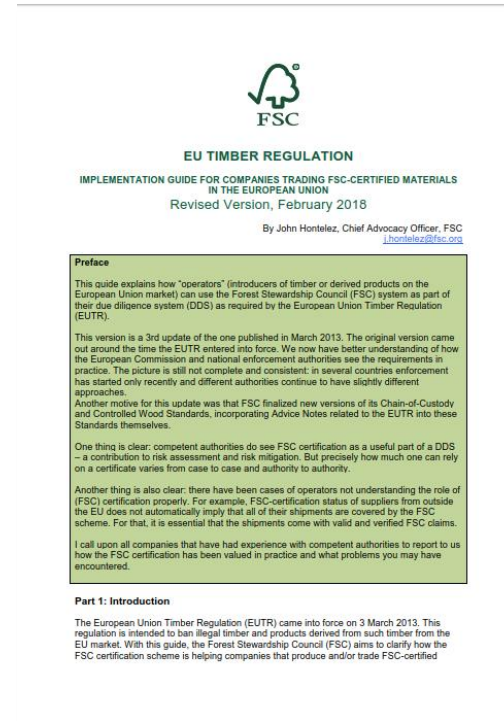 FSC
EU TIMBER REGULATION
IMPLEMENTATION GUIDE FOR COMPANIES TRADING FSC-CERTIFIED MATERIALS
IN THE EUROPEAN UNION
Revised Version, February 2018
By John Hontelez, Chief Advocacy Officer, FSC
j.hontelez@fsc.org
Preface
This guide explains how "operators" (introducers of timber or derived products on the
European Union market) can use the Forest Stewardship Council (FSC) system as part of
their due diligence system (DDS) as required by the European Union Timber Regulation
(EUTR).
This version is a 3rd update of the one published in March 2013. The original version came
out around the time the EUTR entered into force. We now have better understanding of how
the European Commission and national enforcement authorities see the requirements in
practice. The picture is still not complete and consistent: in several countries enforcement
has started only recently and different authorities continue to have slightly different
approaches.
Another motive for this update was that FSC finalized new versions of its Chain-of-Custody
and Controlled Wood Standards, incorporating Advice Notes related to the EUTR into these
Standards themselves.
One thing is clear: competent authorities do see FSC certification as a useful part of a DDS
– a contribution to risk assessment and risk mitigation. But precisely how much one can rely
on a certificate varies from case to case and authority to authority.
Another thing is also clear: there have been cases of operators not understanding the role of
(FSC) certification properly. For example, FSC-certification status of suppliers from outside
the EU does not automatically imply that all of their shipments are covered by the FSC
scheme. For that, it is essential that the shipments come with valid and verified FSC claims.
I call upon all companies that have had experience with competent authorities to report to us
how the FSC certification has been valued in practice and what problems you may have
encountered.
Part 1: Introduction
The European Union Timber Regulation (EUTR) came into force on 3 March 2013. This
regulation is intended to ban illegal timber and products derived from such timber from the
EU market. With this guide, the Forest Stewardship Council (FSC) aims to clarify how the
FSC certification scheme is helping companies that produce and/or trade FSC-certified